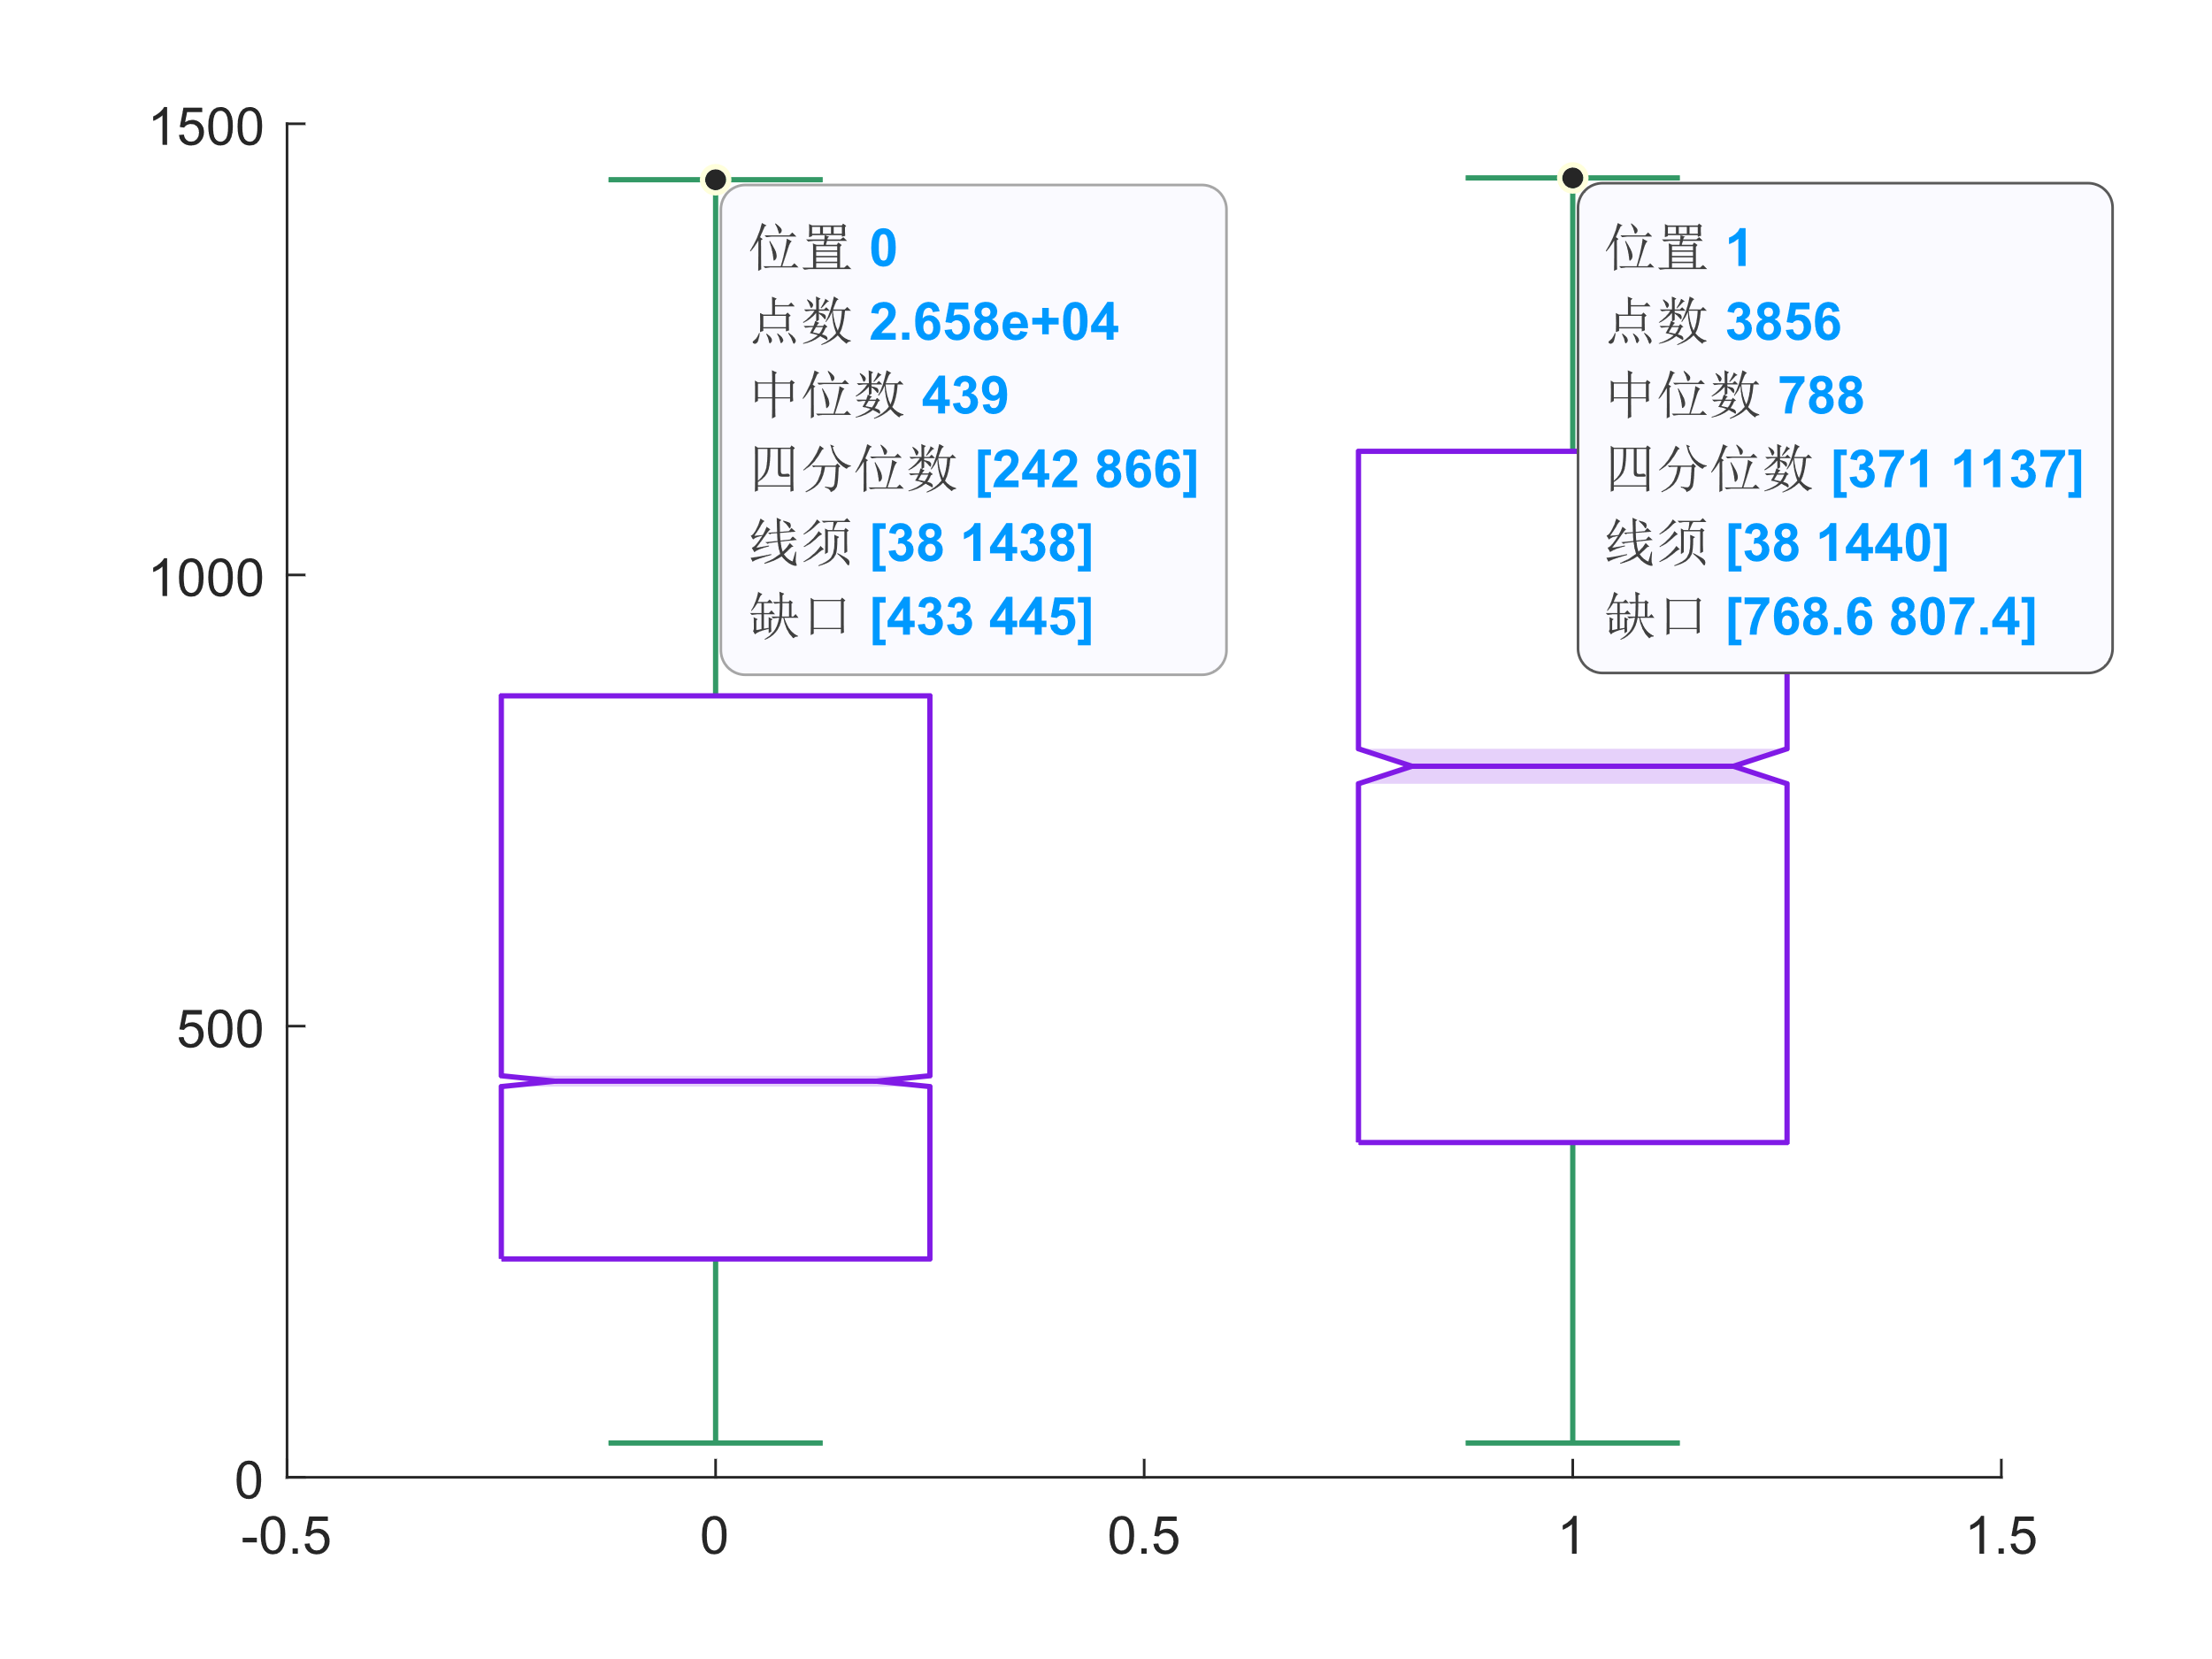 1500
1000
500
0
位置 0
点数 2.658e+04
中位数 439
四分位数 [242 866]
线须 [38 1438]
缺口 [433 445]
位置 1
点数 3856
中位数 788
四分位数 [371 1137]
线须 [38 1440]
缺口 [768.6 807.4]
-0.5 0 0.5 1 1.5